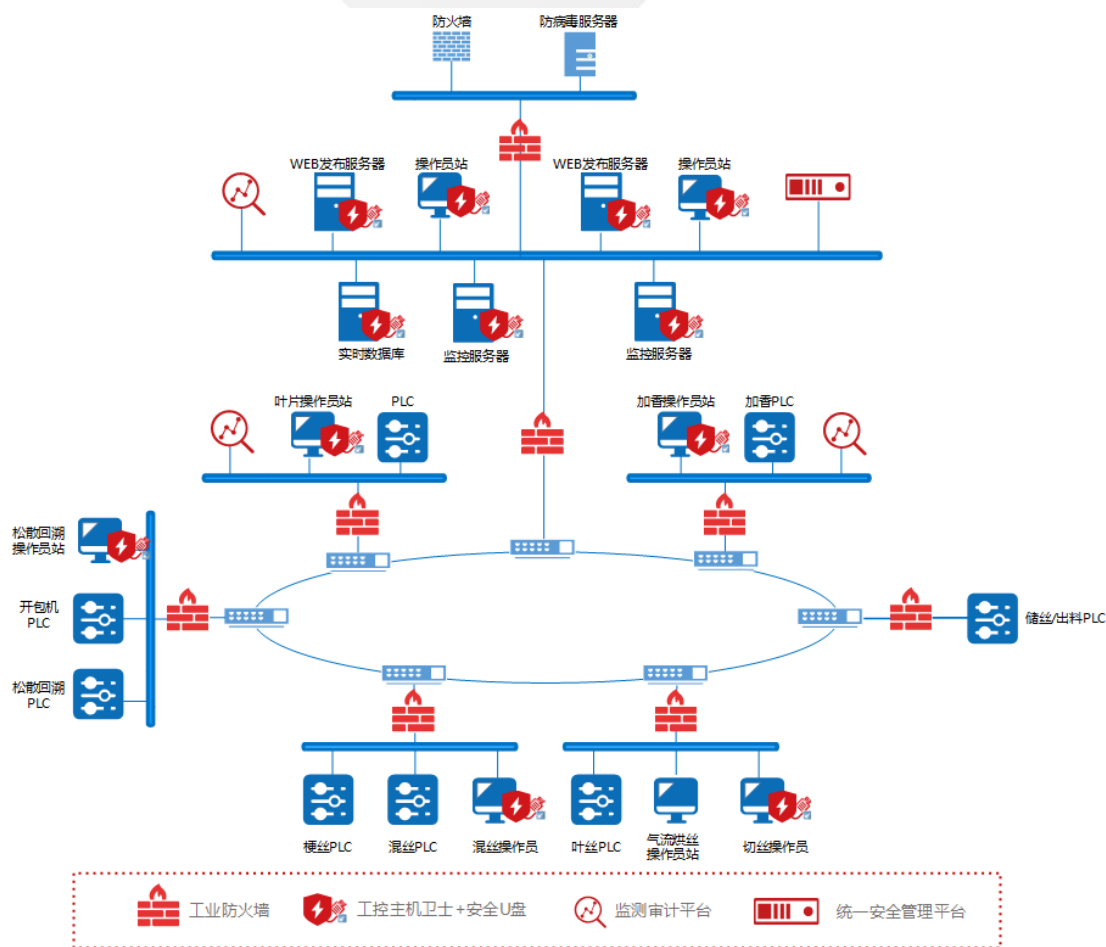 防火墙
防病毒服务器
WEB发布服务器
操作员站
WEB发布服务器
操作员站
实时数据库
监控服务器
监控服务器
叶片操作员站
PLC
加香操作员站
加香PLC
松散回溯
操作员站
开包机
PLC
松散回溯
PLC
储丝/出料PLC
梗丝PLC
混丝PLC
混丝操作员
叶丝PLC
气流烘丝
操作员站
切丝操作员
工业防火墙
工控主机卫士+安全U盘
监测审计平台
统一安全管理平台